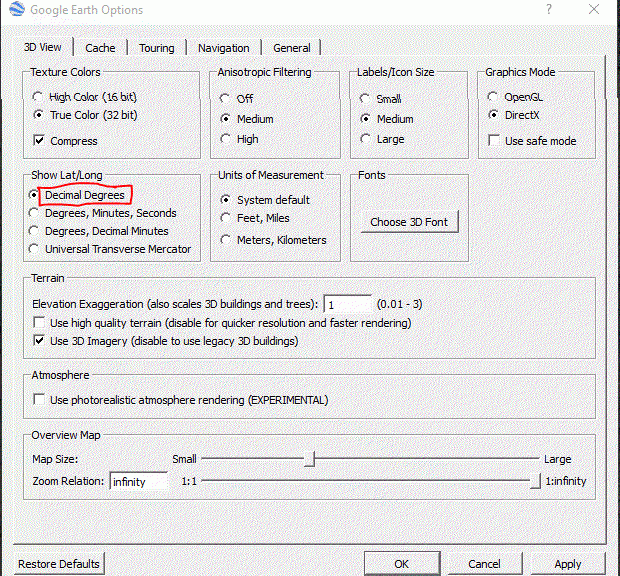 Google Earth Options
3D View Cache Touring Navigation General
Texture Colors
High Color (16 bit)
True Color (32 bit)
Compress
Anisotropic Filtering
Off
Medium
High
Labels/Icon Size
Small
Medium
Large
Graphics Mode
OpenGL
DirectX
Use safe mode
Show Lat/Long
Decimal Degrees
Degrees, Minutes, Seconds
Degrees, Decimal Minutes
Universal Transverse Mercator
Units of Measurement
System default
Feet, Miles
Meters, Kilometers
Fonts
Choose 3D Font
Terrain
Elevation Exaggeration (also scales 3D buildings and trees): 1 (0.01 - 3)
Use high quality terrain (disable for quicker resolution and faster rendering)
Use 3D Imagery (disable to use legacy 3D buildings)
Atmosphere
Use photorealistic atmosphere rendering (EXPERIMENTAL)
Overview Map
Map Size: Small Large
Zoom Relation: infinity 1:1 1:infinity
Restore Defaults OK Cancel Apply